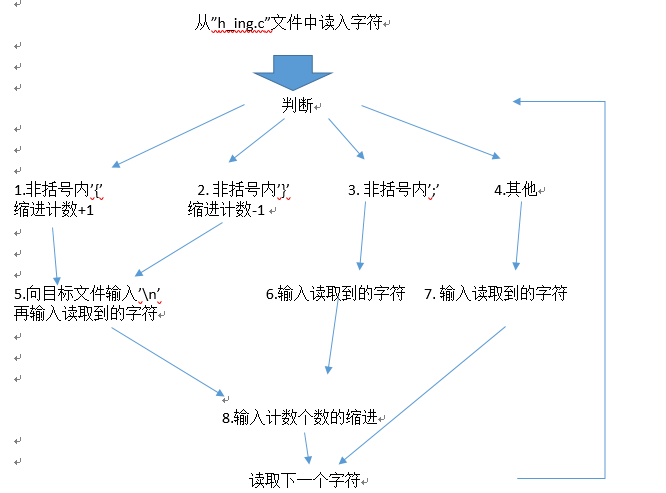 从”h_ing.c”文件中读入字符
判断
1.非括号内’{’
缩进计数+1
2. 非括号内’}’
缩进计数-1
3. 非括号内’;’
4.其他
5.向目标文件输入’\n’
再输入读取到的字符
6.输入读取到的字符
7. 输入读取到的字符
8.输入计数个数的缩进
读取下一个字符